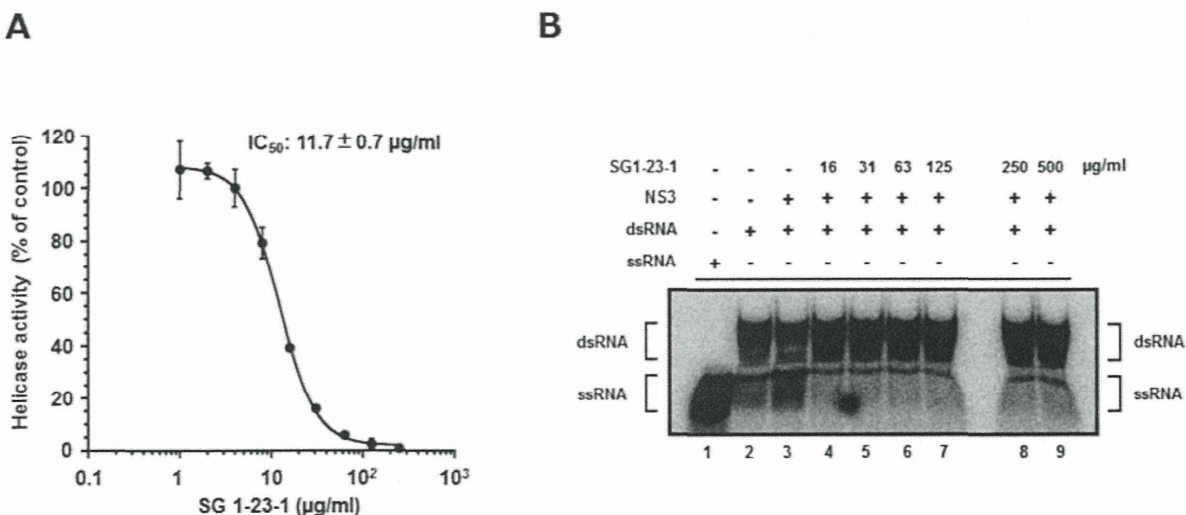 A
IC50: 11.7 ± 0.7 µg/ml
Helicase activity (% of control)
120
100
80
60
40
20
0
0.1 1 10 10² 10³
SG 1-23-1 (µg/ml)
B
SG1-23-1 - - - 16 31 63 125 250 500 µg/ml
NS3 - - + + + + + + +
dsRNA - + + + + + + + +
ssRNA + - - - - - - - -
dsRNA dsRNA
ssRNA ssRNA
1 2 3 4 5 6 7 8 9